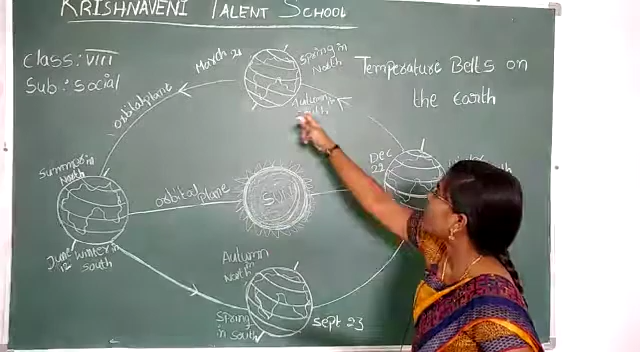 KRISHNAVENI TALENT SCHOOL
Class: VIII
Sub: Social
Temperature Belts on
the Earth
March 21
Spring in
North
Autumn in
South
orbital plane
Summer in
North
June
Winter in
South
orbital plane
SUN
Dec
22
Autumn
in North
Spring
in South
Sept 23